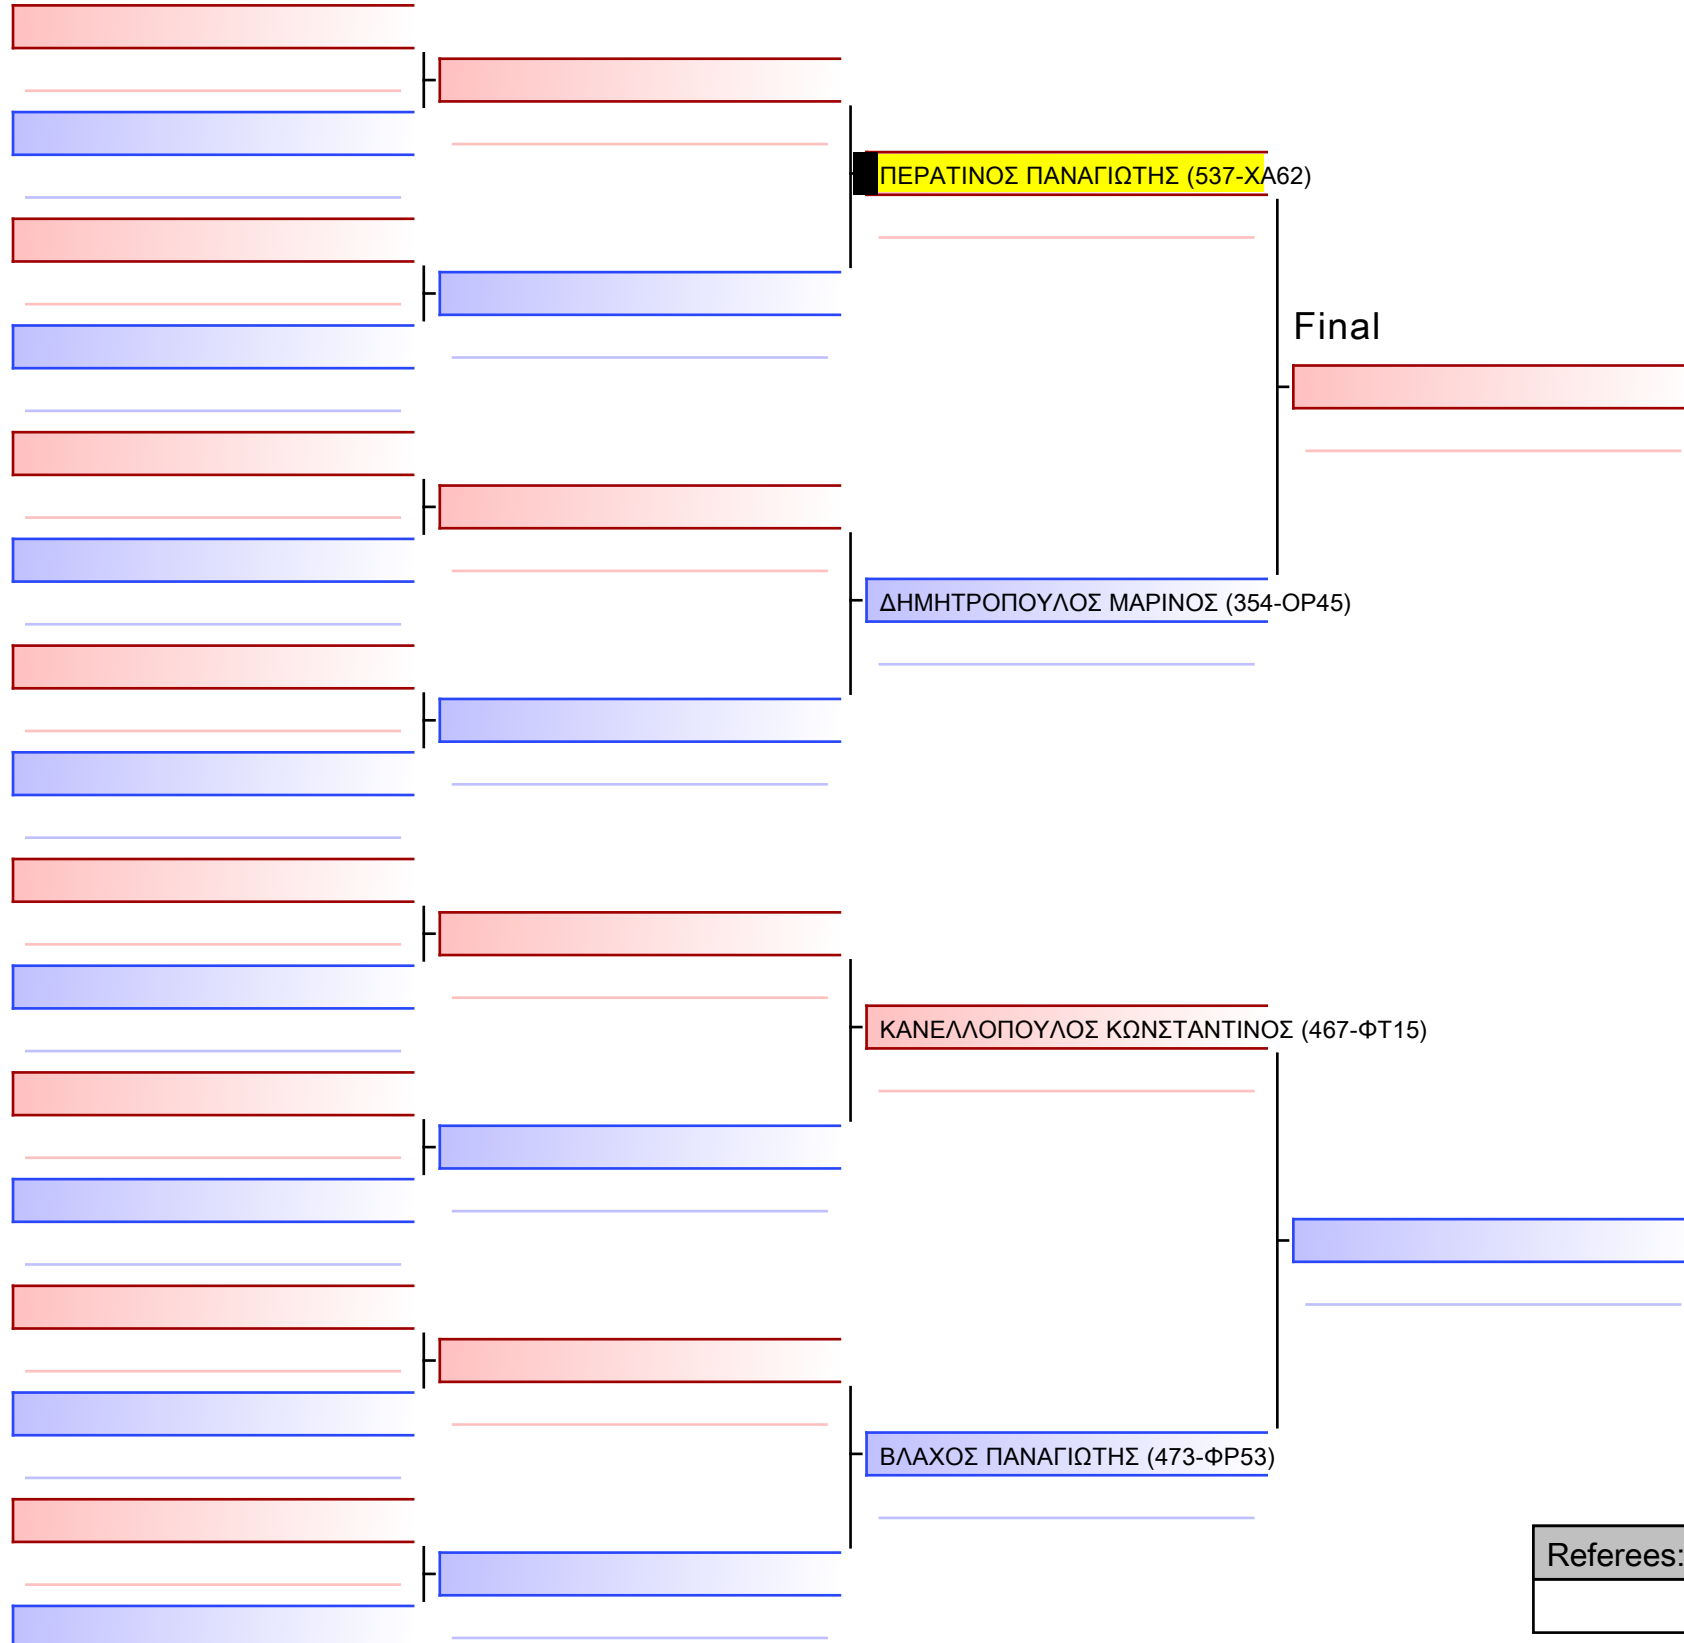 ΠΕΡΑΤΙΝΟΣ ΠΑΝΑΓΙΩΤΗΣ (537-ΧΑ62)
Final
ΔΗΜΗΤΡΟΠΟΥΛΟΣ ΜΑΡΙΝΟΣ (354-ΟΡ45)
ΚΑΝΕΛΛΟΠΟΥΛΟΣ ΚΩΝΣΤΑΝΤΙΝΟΣ (467-ΦΤ15)
ΒΛΑΧΟΣ ΠΑΝΑΓΙΩΤΗΣ (473-ΦΡ53)
Referees: